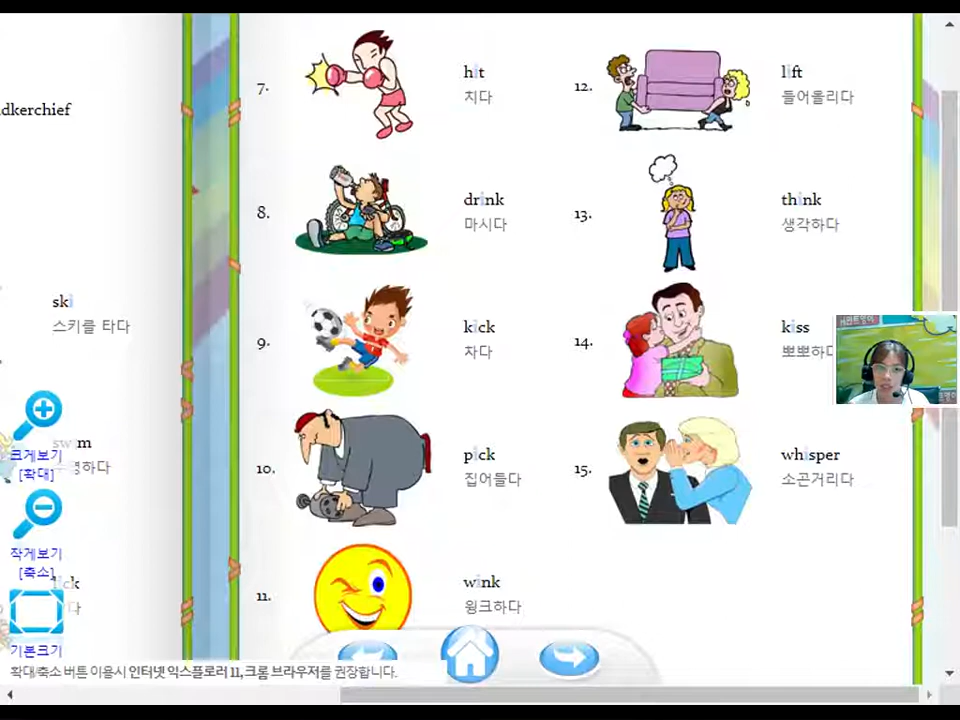 dkerchief
ski
스키를 타다
7.
hit
치다
8.
drink
마시다
9.
kick
차다
10.
pick
집어들다
11.
wink
윙크하다
12.
lift
들어올리다
13.
think
생각하다
14.
kiss
뽀뽀하다
15.
whisper
소곤거리다
크게보기
[확대]
작게보기
[축소]
기본크기
확대/축소 버튼 이용시 인터넷 익스플로러 11, 크롬 브라우저를 권장합니다.